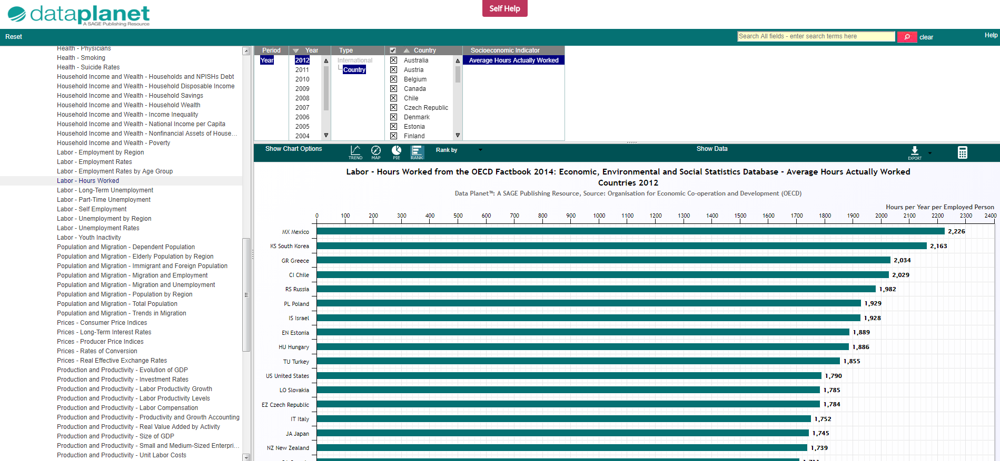 dataplanet
A SAGE Publishing Resource
Self Help
Reset
Search All fields - enter search terms here
clear
Help
Health - Physicians
Health - Smoking
Health - Suicide Rates
Household Income and Wealth - Households and NPISHs Debt
Household Income and Wealth - Household Disposable Income
Household Income and Wealth - Household Savings
Household Income and Wealth - Household Wealth
Household Income and Wealth - Income Inequality
Household Income and Wealth - National Income per Capita
Household Income and Wealth - Nonfinancial Assets of House...
Household Income and Wealth - Poverty
Labor - Employment by Region
Labor - Employment Rates
Labor - Employment Rates by Age Group
Labor - Hours Worked
Labor - Long-Term Unemployment
Labor - Part-Time Unemployment
Labor - Self Employment
Labor - Unemployment by Region
Labor - Unemployment Rates
Labor - Youth Inactivity
Population and Migration - Dependent Population
Population and Migration - Elderly Population by Region
Population and Migration - Immigrant and Foreign Population
Population and Migration - Migration and Employment
Population and Migration - Migration and Unemployment
Population and Migration - Population by Region
Population and Migration - Total Population
Population and Migration - Trends in Migration
Prices - Consumer Price Indices
Prices - Long-Term Interest Rates
Prices - Producer Price Indices
Prices - Rates of Conversion
Prices - Real Effective Exchange Rates
Production and Productivity - Evolution of GDP
Production and Productivity - Investment Rates
Production and Productivity - Labor Productivity Growth
Production and Productivity - Labor Productivity Levels
Production and Productivity - Labor Compensation
Production and Productivity - Productivity and Growth Accounting
Production and Productivity - Real Value Added by Activity
Production and Productivity - Size of GDP
Production and Productivity - Small and Medium-Sized Enterpri...
Production and Productivity - Unit Labor Costs
Period
Year
Year
2012
2011
2010
2009
2008
2007
2006
2005
2004
Type
International
Country
Country
Australia
Austria
Belgium
Canada
Chile
Czech Republic
Denmark
Estonia
Finland
Socioeconomic Indicator
Average Hours Actually Worked
Show Chart Options
TREND
MAP
PIE
RANK
Rank by
Show Data
EXPORT
Labor - Hours Worked from the OECD Factbook 2014: Economic, Environmental and Social Statistics Database - Average Hours Actually Worked
Countries 2012
Data Planet™: A SAGE Publishing Resource, Source: Organisation for Economic Co-operation and Development (OECD)
Hours per Year per Employed Person
0 100 200 300 400 500 600 700 800 900 1000 1100 1200 1300 1400 1500 1600 1700 1800 1900 2000 2100 2200 2300 2400
MX Mexico 2,226
KS South Korea 2,163
GR Greece 2,034
CI Chile 2,029
RS Russia 1,982
PL Poland 1,929
IS Israel 1,928
EN Estonia 1,889
HU Hungary 1,886
TU Turkey 1,855
US United States 1,790
LO Slovakia 1,785
EZ Czech Republic 1,784
IT Italy 1,752
JA Japan 1,745
NZ New Zealand 1,739